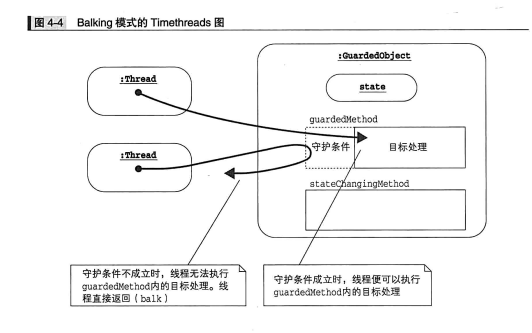 图 4-4 Balking 模式的 Timethreads 图
:GuardedObject
:Thread
state
guardedMethod
守护条件
目标处理
:Thread
stateChangingMethod
守护条件不成立时，线程无法执行
guardedMethod内的目标处理。线
程直接返回（balk）
守护条件成立时，线程便可以执行
guardedMethod内的目标处理